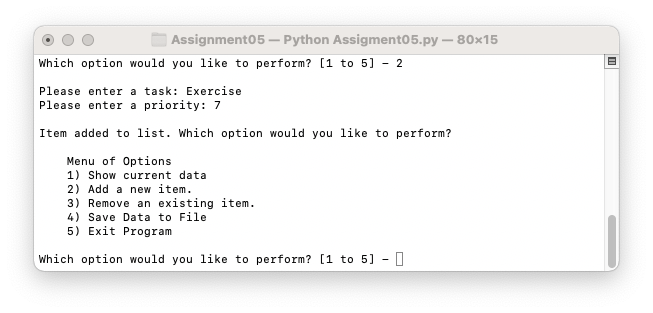 Assignment05 — Python Assigment05.py — 80×15
Which option would you like to perform? [1 to 5] – 2
Please enter a task: Exercise
Please enter a priority: 7
Item added to list. Which option would you like to perform?
Menu of Options
1) Show current data
2) Add a new item.
3) Remove an existing item.
4) Save Data to File
5) Exit Program
Which option would you like to perform? [1 to 5] –